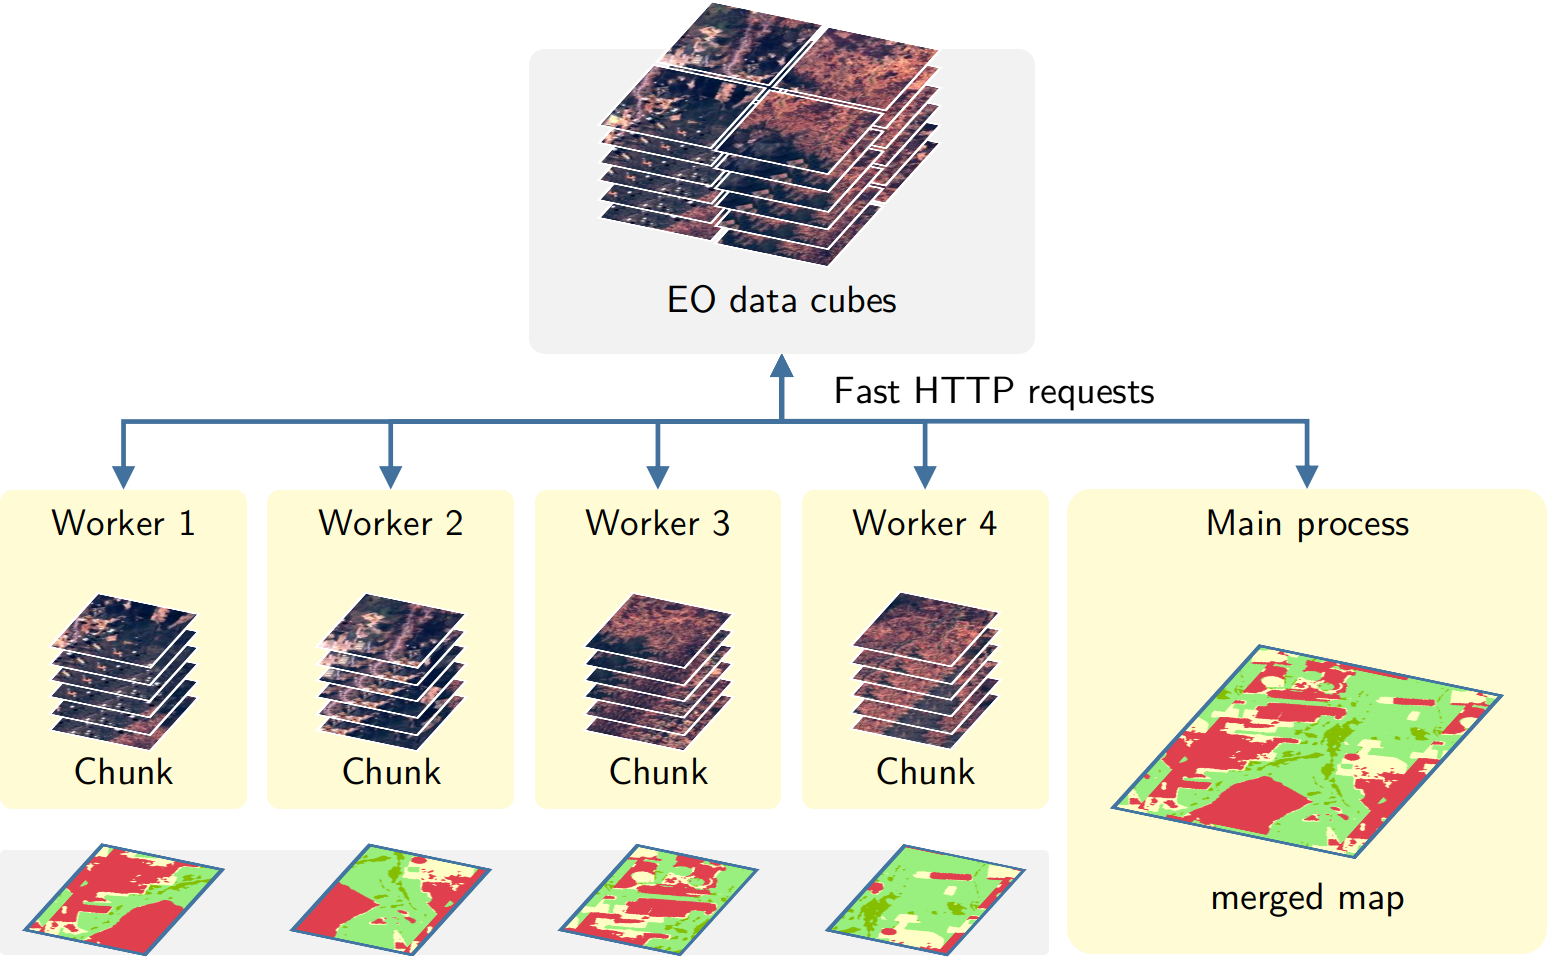 EO data cubes
Fast HTTP requests
Worker 1
Worker 2
Worker 3
Worker 4
Main process
Chunk
Chunk
Chunk
Chunk
merged map